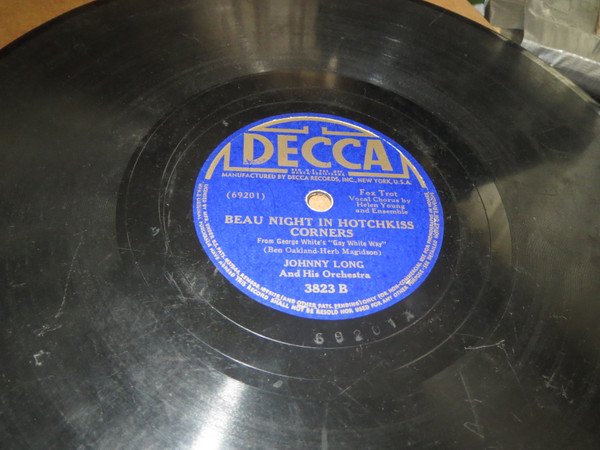 DECCA
MANUFACTURED BY DECCA RECORDS, INC., NEW YORK, U.S.A.
(69201)
Fox Trot
Vocal Chorus by
Helen Young
and Ensemble
BEAU NIGHT IN HOTCHKISS
CORNERS
From George White's "Gay White Way"
(Ben Oakland-Herb Magidson)
JOHNNY LONG
And His Orchestra
3823 B
69201A